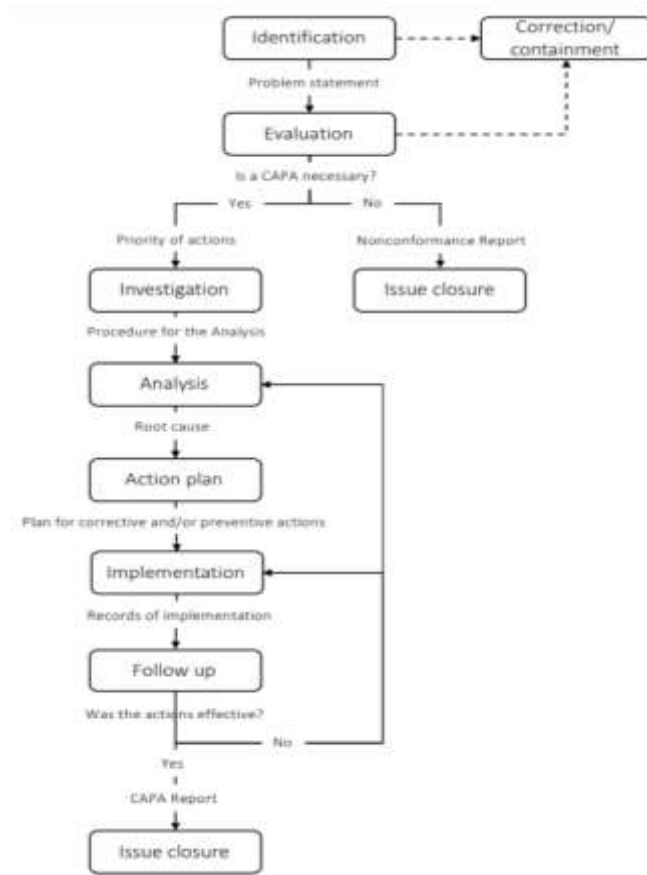 Identification
Correction/
containment
Problem statement
Evaluation
Is a CAPA necessary?
Yes
No
Priority of actions
Nonconformance Report
Investigation
Issue closure
Procedure for the Analysis
Analysis
Root cause
Action plan
Plan for corrective and/or preventive actions
Implementation
Records of implementation
Follow up
Was the actions effective?
No
Yes
CAPA Report
Issue closure